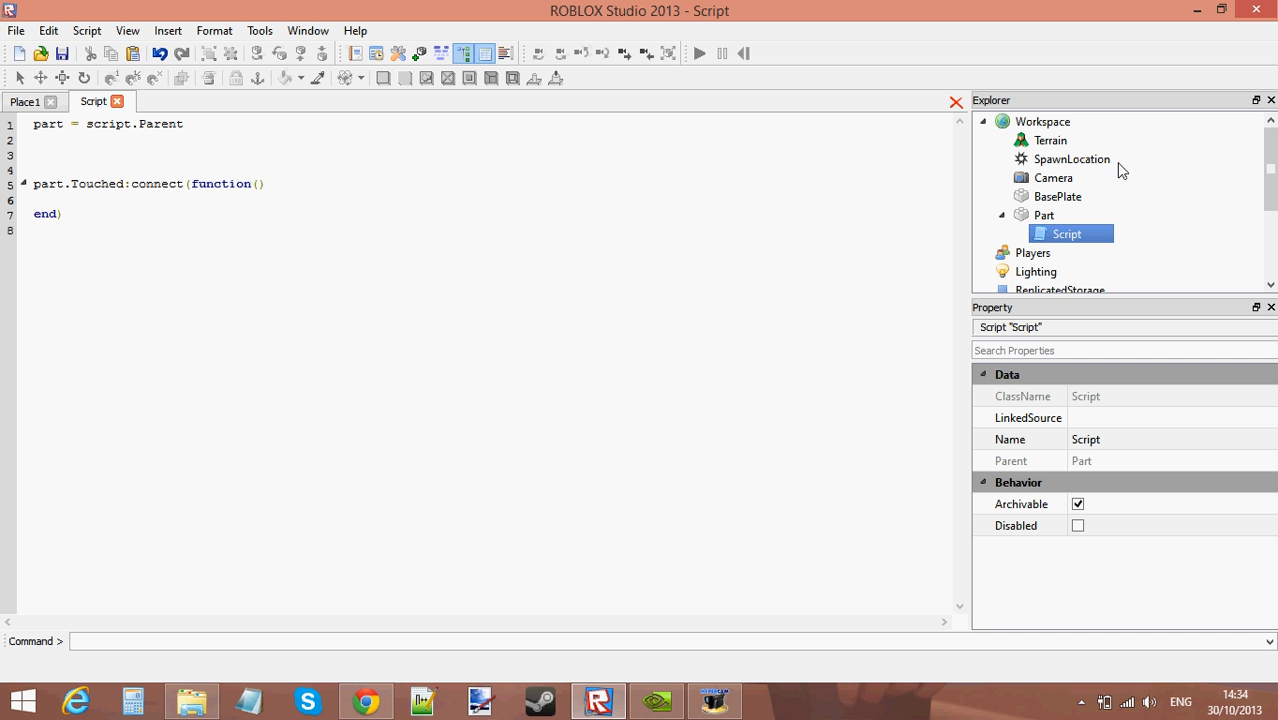 ROBLOX Studio 2013 - Script
File Edit Script View Insert Format Tools Window Help
Place1 Script
1 part = script.Parent
2
3
4
5 part.Touched:connect(function()
6
7 end)
8
Explorer
Workspace
Terrain
SpawnLocation
Camera
BasePlate
Part
Script
Players
Lighting
ReplicatedStorage
Property
Script "Script"
Search Properties
Data
ClassName Script
LinkedSource
Name Script
Parent Part
Behavior
Archivable
Disabled
Command >
ENG
14:34
30/10/2013